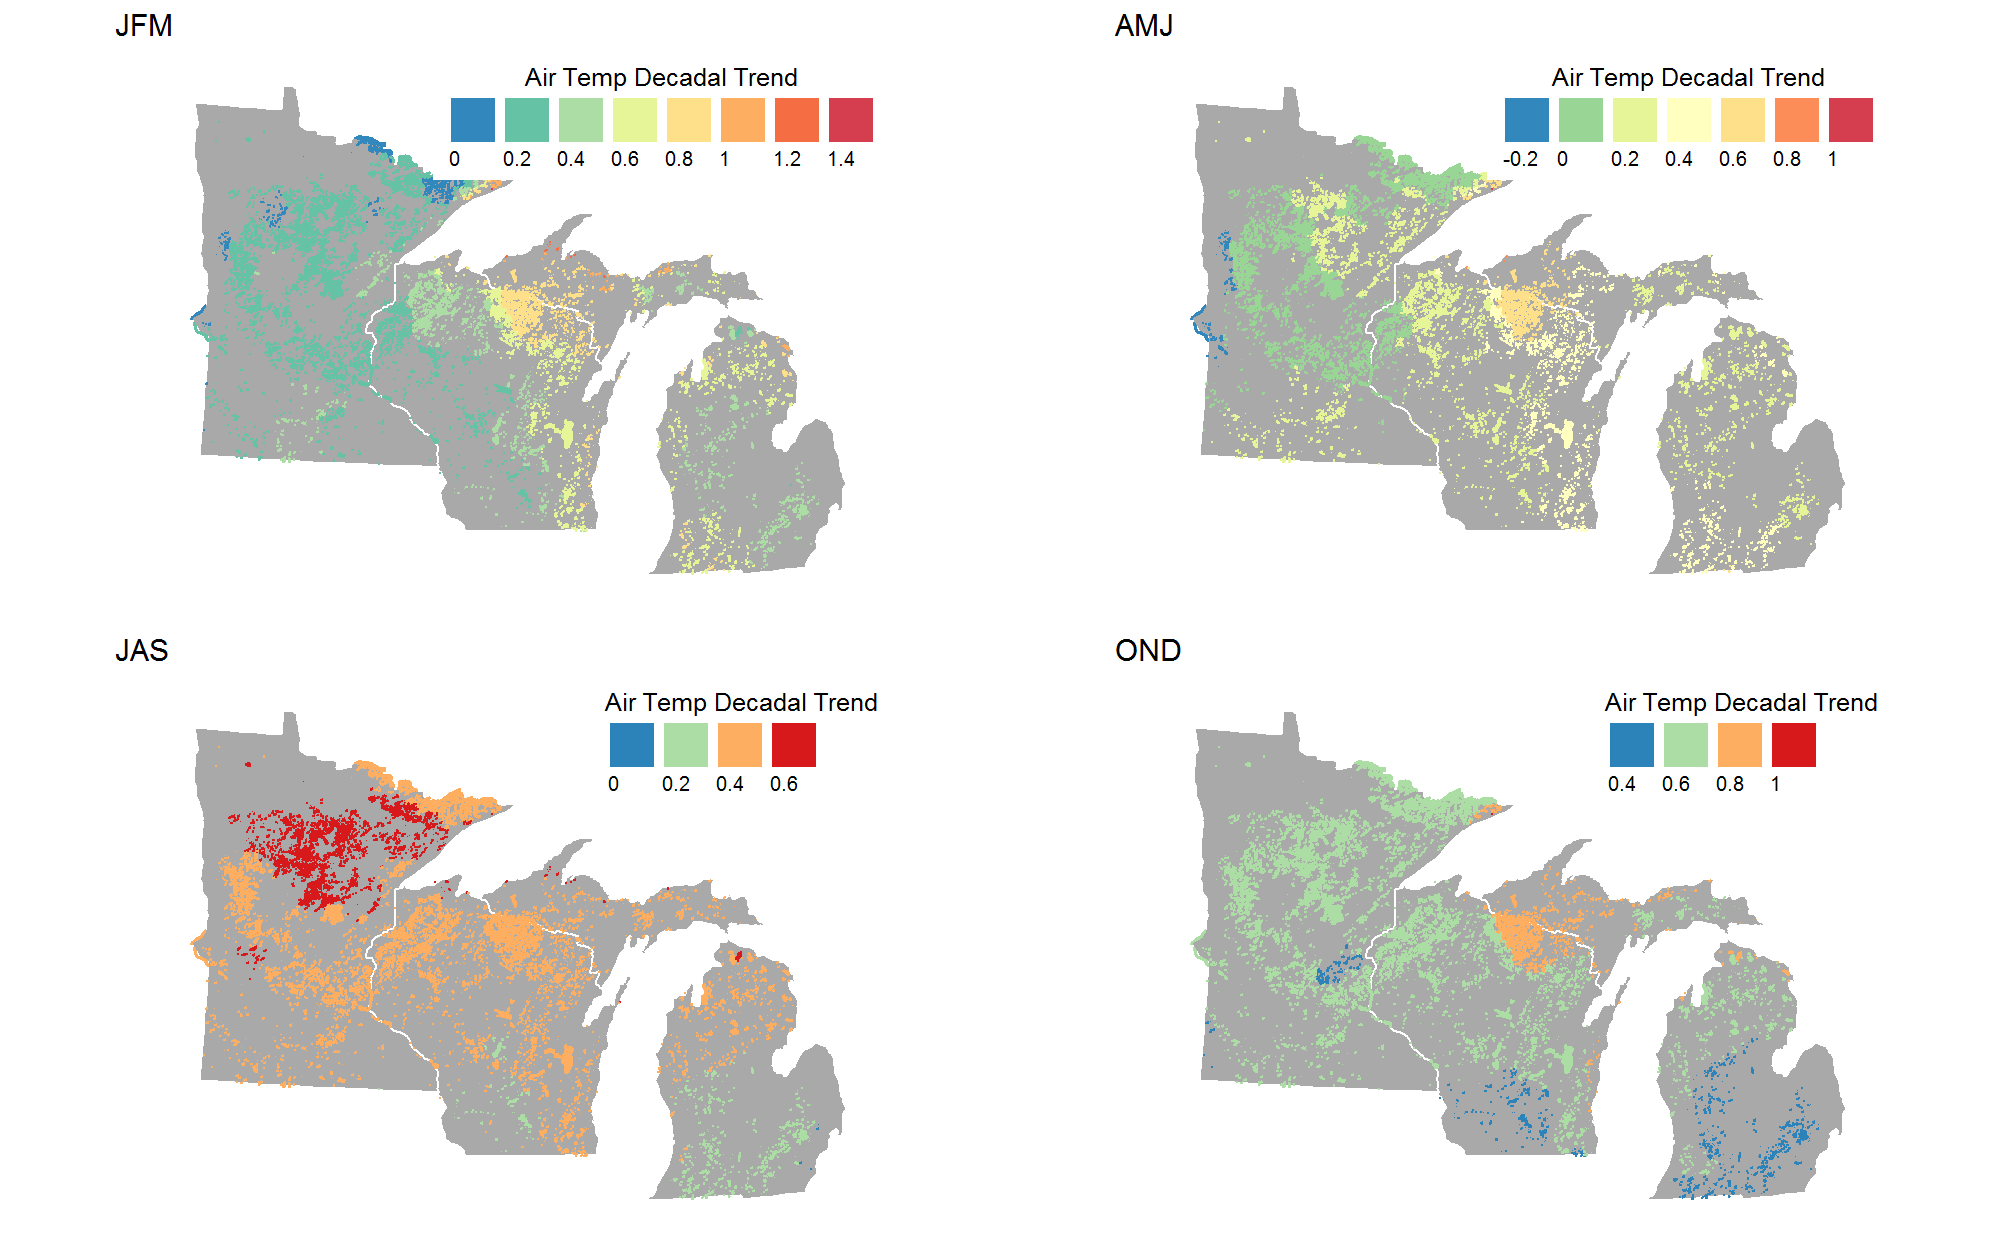 JFM
AMJ
Air Temp Decadal Trend
Air Temp Decadal Trend
0 0.2 0.4 0.6 0.8 1 1.2 1.4
-0.2 0 0.2 0.4 0.6 0.8 1
JAS
OND
Air Temp Decadal Trend
Air Temp Decadal Trend
0 0.2 0.4 0.6
0.4 0.6 0.8 1